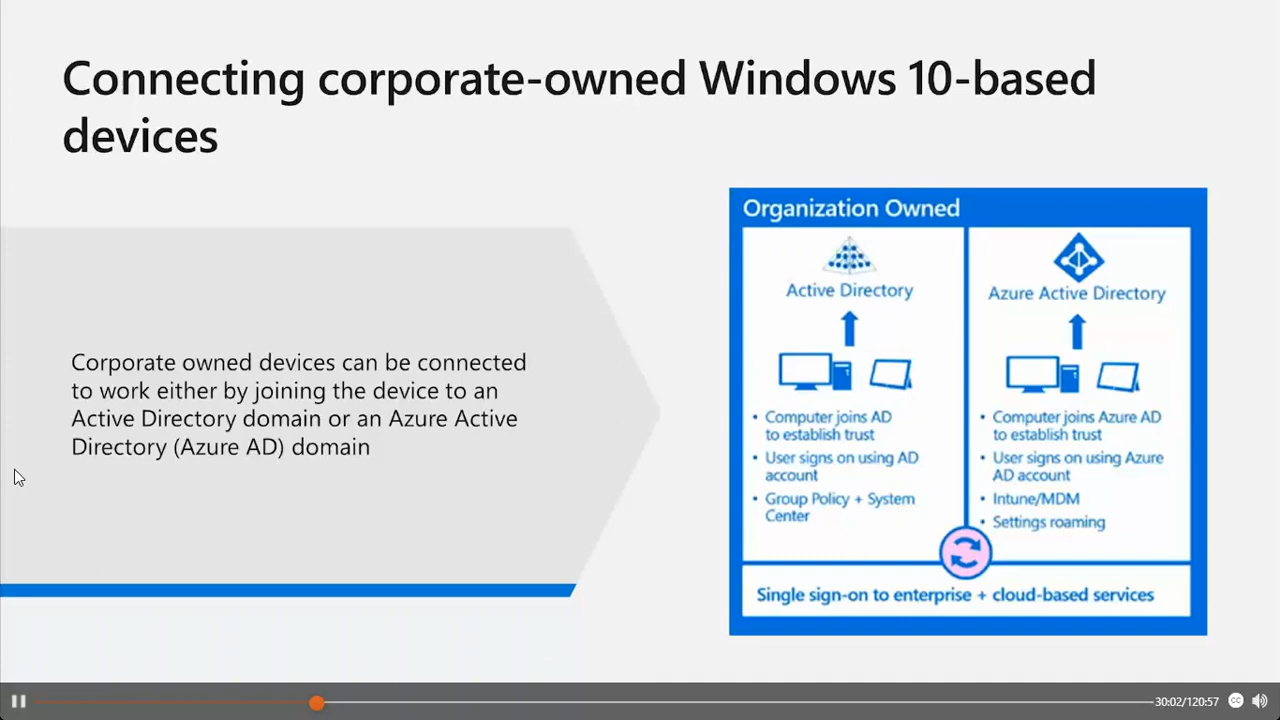 Connecting corporate-owned Windows 10-based
devices
Corporate owned devices can be connected
to work either by joining the device to an
Active Directory domain or an Azure Active
Directory (Azure AD) domain
Organization Owned
Active Directory
• Computer joins AD
to establish trust
• User signs on using AD
account
• Group Policy + System
Center
Azure Active Directory
• Computer joins Azure AD
to establish trust
• User signs on using Azure
AD account
• Intune/MDM
• Settings roaming
Single sign-on to enterprise + cloud-based services
30:02/120:57
CC